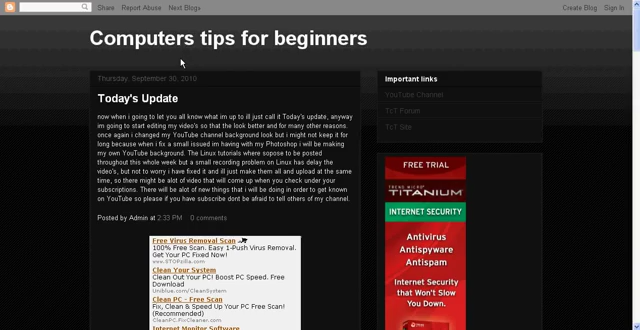 Share Report Abuse Next Blog» Create Blog Sign In
Computers tips for beginners
Thursday, September 30, 2010
Today's Update
now when i going to let you all know what im up to ill just call it Today's update, anyway
im going to start editing my video's so that the look better and for many other reasons.
once again i changed my YouTube channel background look but i might not keep it for
long because when i fix a small issued im having with my Photoshop i will be making
my own YouTube background. The Linux tutorials where sopose to be posted
throughout this whole week but a small recording problem on Linux has delay the
video's, but not to worry i have fixed it and ill just make them all and upload at the same
time, so there might be alot of video that will come up when you check under your
subscriptions. There will be alot of new things that i will be doing in order to get known
on YouTube so please if you have subscribe dont be afraid to tell others of my channel.
Posted by Admin at 2:33 PM 0 comments
Free Virus Removal Scan
100% Free Scan. Easy 1-Push Virus Removal.
Get Your PC Fixed Now!
www.STOPzilla.com
Clean Your System
Clean Out Your PC! Boost PC Speed. Free
Download
Uniblue.com/CleanSystem
Clean PC - Free Scan
Fix, Clean & Speed Up Your PC Free Scan!
(Recommended)
CleanPC.FixCleaner.com
Internet Monitor Software
Important links
YouTube Channel
TcT Forum
TcT Site
FREE TRIAL
TREND MICRO
TITANIUM
INTERNET SECURITY
Antivirus
Antispyware
Antispam
Internet Security
that Won't Slow
You Down.